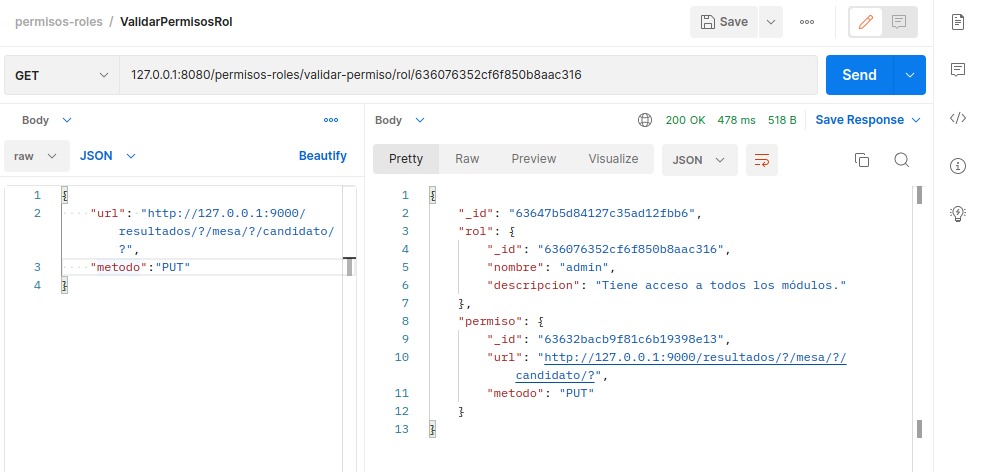 permisos-roles / ValidarPermisosRol
Save
GET
127.0.0.1:8080/permisos-roles/validar-permiso/rol/636076352cf6f850b8aac316
Send
Body
Body
200 OK 478 ms 518 B Save Response
raw
JSON
Beautify
Pretty
Raw
Preview
Visualize
JSON
1 {
2 ····"url":·"http://127.0.0.1:9000/
resultados/?/mesa/?/candidato/
?",
3 ····"metodo":"PUT"
4 }
1 {
2 "_id": "63647b5d84127c35ad12fbb6",
3 "rol": {
4 "_id": "636076352cf6f850b8aac316",
5 "nombre": "admin",
6 "descripcion": "Tiene acceso a todos los módulos."
7 },
8 "permiso": {
9 "_id": "63632bacb9f81c6b19398e13",
10 "url": "http://127.0.0.1:9000/resultados/?/mesa/?/
candidato/?",
11 "metodo": "PUT"
12 }
13 }